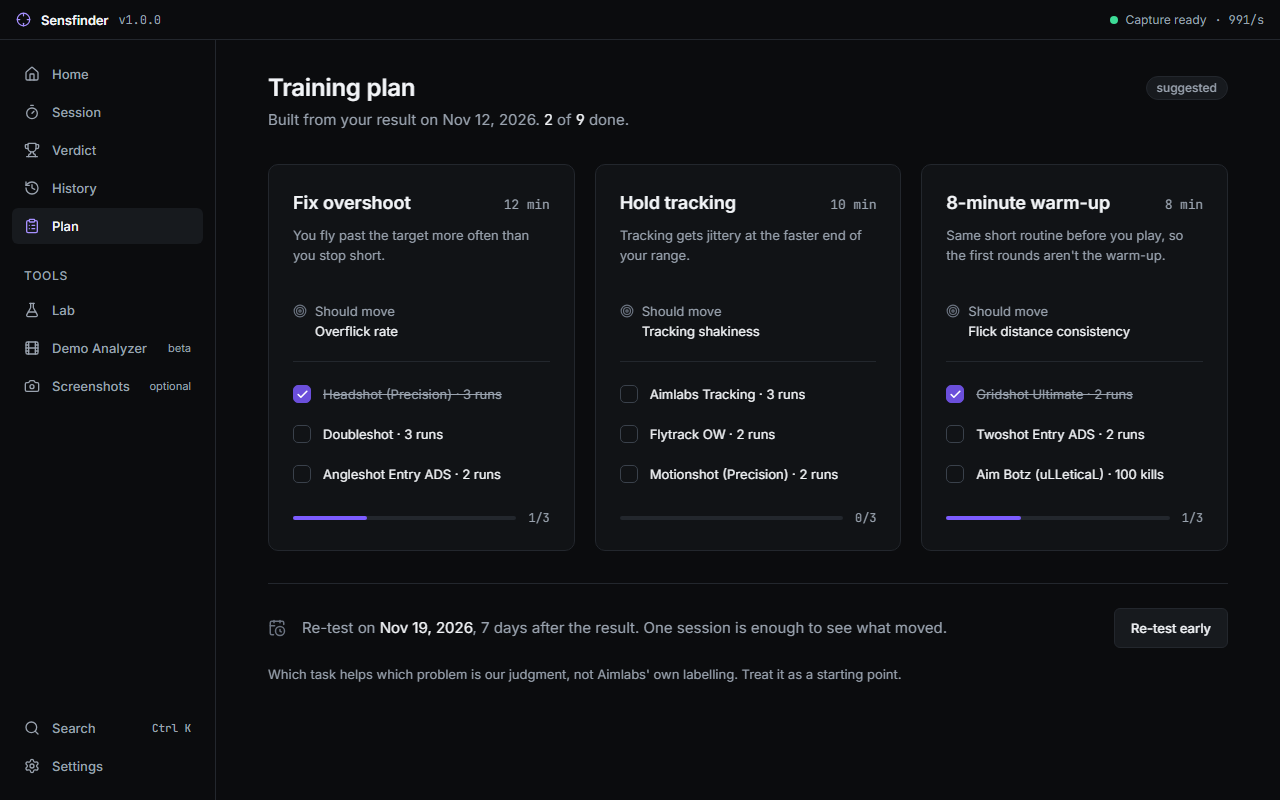 Sensfinder v1.0.0
Capture ready · 991/s
Home
Session
Verdict
History
Plan
TOOLS
Lab
Demo Analyzer beta
Screenshots optional
Search Ctrl K
Settings
Training plan
suggested
Built from your result on Nov 12, 2026. 2 of 9 done.
Fix overshoot 12 min
You fly past the target more often than
you stop short.
Should move
Overflick rate
Headshot (Precision) · 3 runs
Doubleshot · 3 runs
Angleshot Entry ADS · 2 runs
1/3
Hold tracking 10 min
Tracking gets jittery at the faster end of
your range.
Should move
Tracking shakiness
Aimlabs Tracking · 3 runs
Flytrack OW · 2 runs
Motionshot (Precision) · 2 runs
0/3
8-minute warm-up 8 min
Same short routine before you play, so
the first rounds aren't the warm-up.
Should move
Flick distance consistency
Gridshot Ultimate · 2 runs
Twoshot Entry ADS · 2 runs
Aim Botz (uLLeticaL) · 100 kills
1/3
Re-test on Nov 19, 2026, 7 days after the result. One session is enough to see what moved.
Re-test early
Which task helps which problem is our judgment, not Aimlabs' own labelling. Treat it as a starting point.